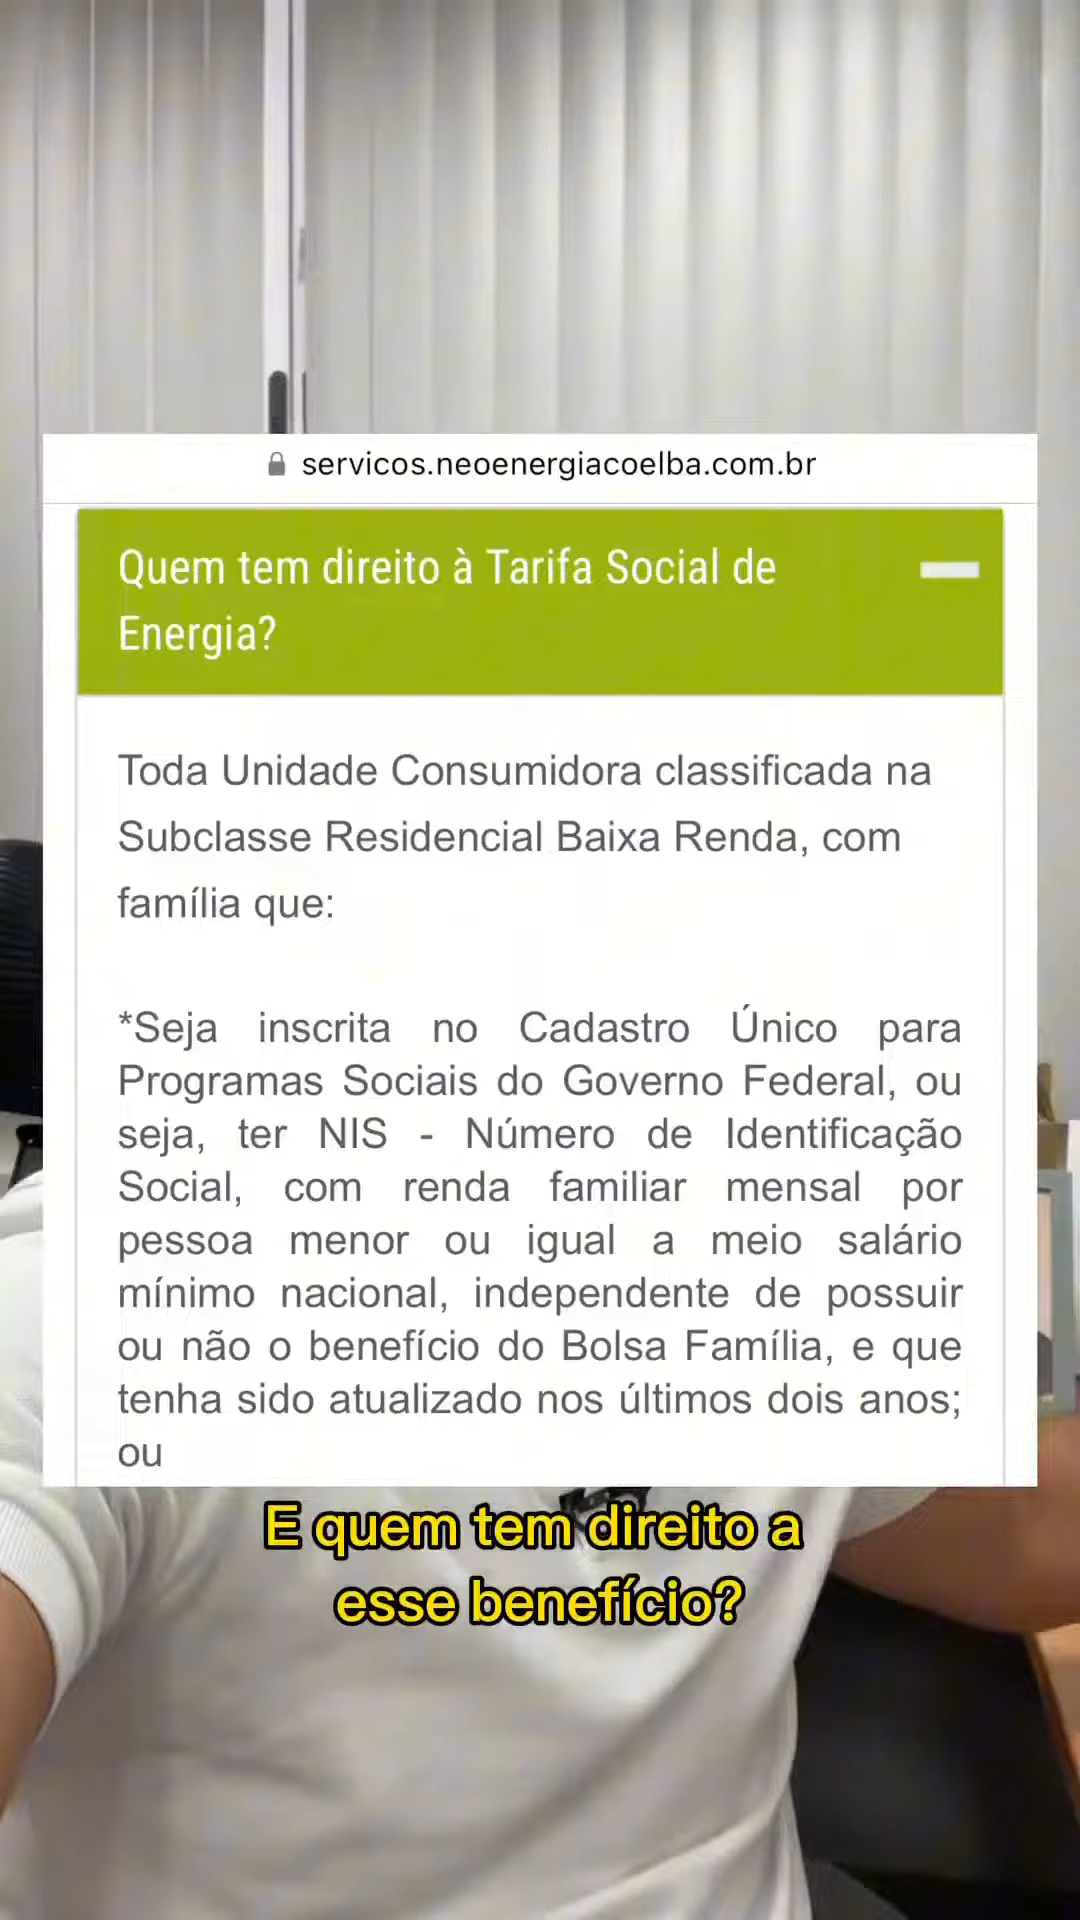 servicos.neoenergiacoelba.com.br
Quem tem direito à Tarifa Social de
Energia?
Toda Unidade Consumidora classificada na
Subclasse Residencial Baixa Renda, com
família que:
*Seja inscrita no Cadastro Único para
Programas Sociais do Governo Federal, ou
seja, ter NIS - Número de Identificação
Social, com renda familiar mensal por
pessoa menor ou igual a meio salário
mínimo nacional, independente de possuir
ou não o benefício do Bolsa Família, e que
tenha sido atualizado nos últimos dois anos;
ou
E quem tem direito a
esse benefício?